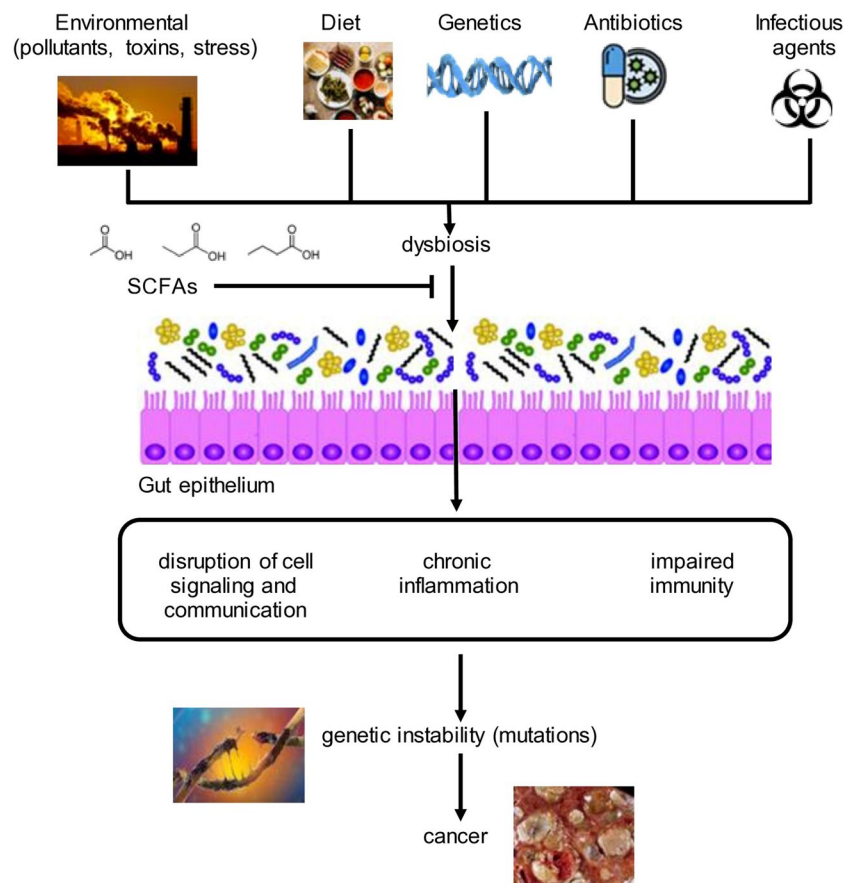 Environmental
(pollutants, toxins, stress)
Diet
Genetics
Antibiotics
Infectious
agents
O
OH
O
OH
O
OH
dysbiosis
SCFAs
Gut epithelium
disruption of cell
signaling and
communication
chronic
inflammation
impaired
immunity
genetic instability (mutations)
cancer